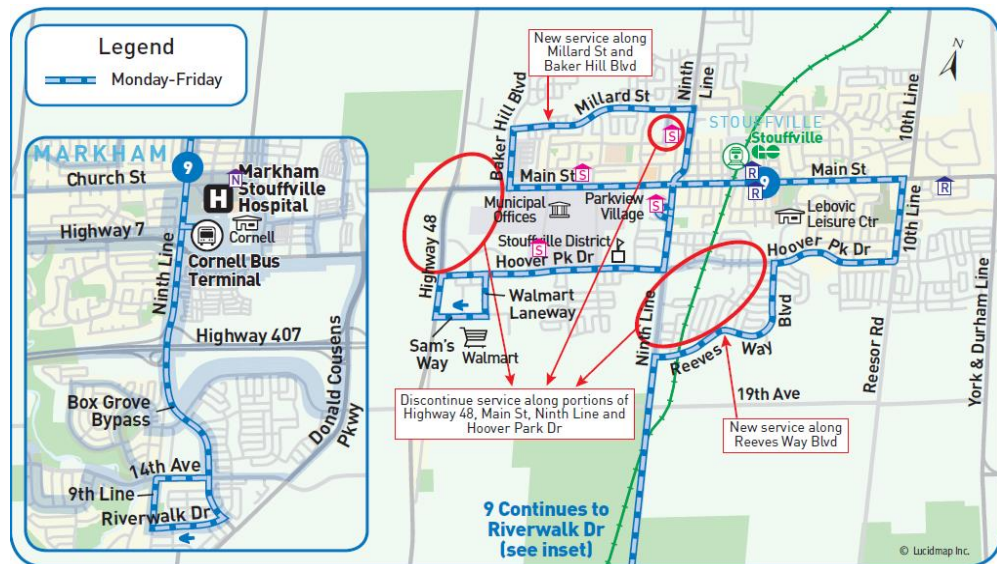 Legend
Monday-Friday
MARKHAM
Church St
9
N
Markham
Stouffville
Hospital
H
Highway 7
Cornell
Cornell Bus
Terminal
Ninth Line
Highway 407
Box Grove
Bypass
Donald Cousens
Pkwy
14th Ave
9th Line
Riverwalk Dr
New service along
Millard St and
Baker Hill Blvd
N
Baker Hill Blvd
Millard St
Ninth
Line
S
STOUFFVILLE
Stouffville
10th Line
Main St
S
R
9
R
Main St
R
Municipal
Offices
Parkview
Village
S
Lebovic
Leisure Ctr
10th Line
Highway 48
Stouffville District
S
Hoover Pk Dr
Hoover Pk Dr
Walmart
Laneway
Sam's
Way
Walmart
Ninth Line
Reeves
Way
Blvd
Reesor Rd
York & Durham Line
19th Ave
Discontinue service along portions of
Highway 48, Main St, Ninth Line and
Hoover Park Dr
New service along
Reeves Way Blvd
9 Continues to
Riverwalk Dr
(see inset)
© Lucidmap Inc.